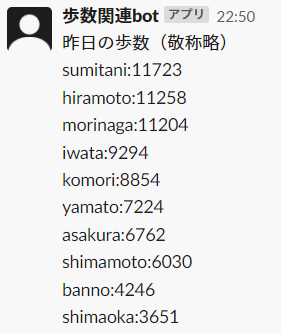 歩数関連bot アプリ 22:50
昨日の歩数（敬称略）
sumitani:11723
hiramoto:11258
morinaga:11204
iwata:9294
komori:8854
yamato:7224
asakura:6762
shimamoto:6030
banno:4246
shimaoka:3651